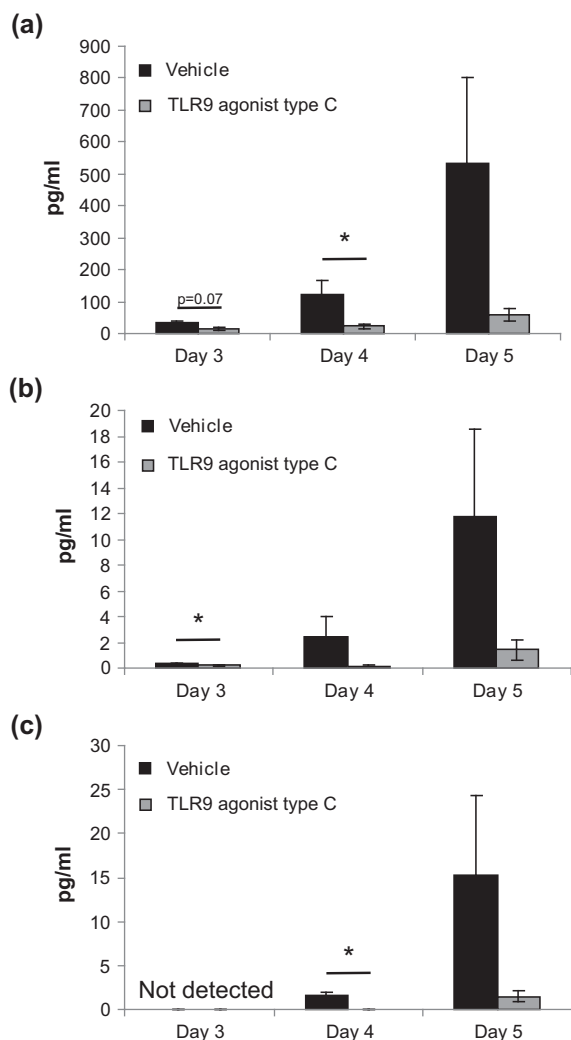 (a)
900
800
700
600
500
400
300
200
100
0
pg/ml
Vehicle
TLR9 agonist type C
p=0.07
*
Day 3 Day 4 Day 5
(b)
20
18
16
14
12
10
8
6
4
2
0
pg/ml
Vehicle
TLR9 agonist type C
*
Day 3 Day 4 Day 5
(c)
30
25
20
15
10
5
0
pg/ml
Vehicle
TLR9 agonist type C
*
Not detected
Day 3 Day 4 Day 5